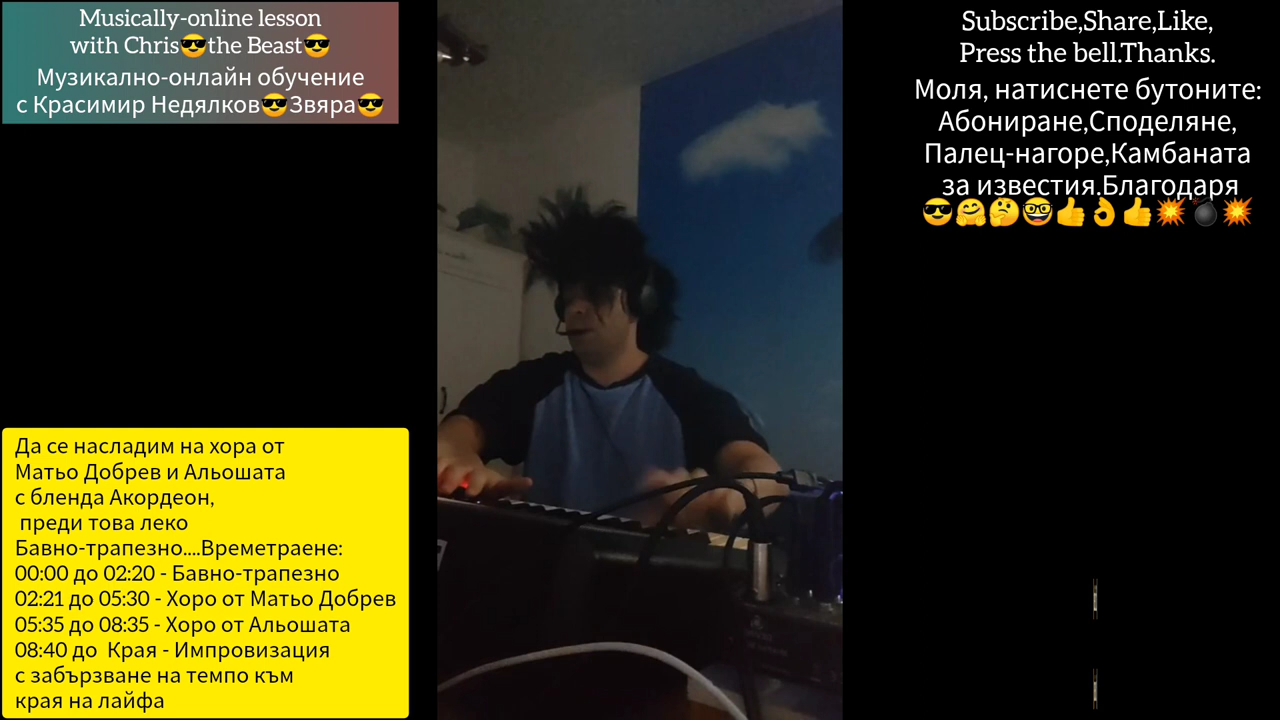 Musically-online lesson
with Chris😎the Beast😎
Музикално-онлайн обучение
с Красимир Недялков😎Звяра😎
Subscribe,Share,Like,
Press the bell.Thanks.
Моля, натиснете бутоните:
Абониране,Споделяне,
Палец-нагоре,Камбаната
за известия.Благодаря
😎🤗🤔🤓👍👌👍💥💣💥
Да се насладим на хора от
Матьо Добрев и Альошата
с бленда Акордеон,
преди това леко
Бавно-трапезно....Времетраене:
00:00 до 02:20 - Бавно-трапезно
02:21 до 05:30 - Хоро от Матьо Добрев
05:35 до 08:35 - Хоро от Альошата
08:40 до  Края - Импровизация
с забързване на темпо към
края на лайфа